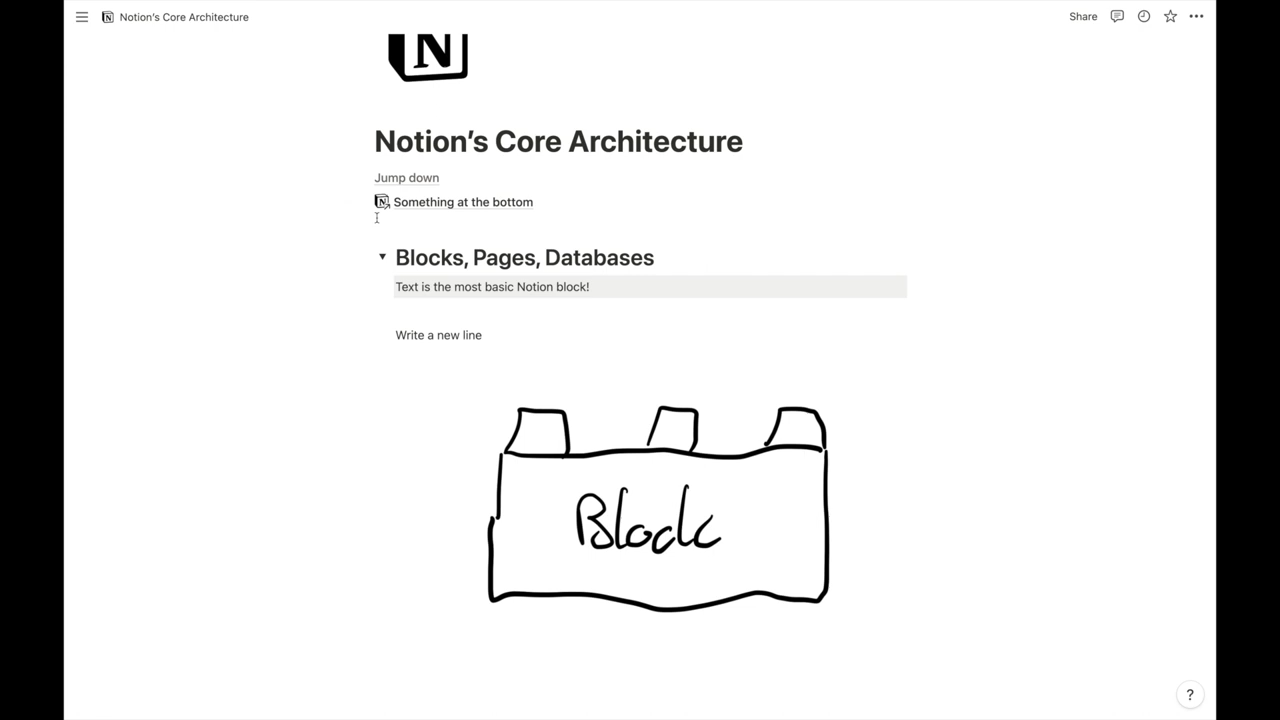 Notion's Core Architecture
Share
N
Notion's Core Architecture
Jump down
N Something at the bottom
Blocks, Pages, Databases
Text is the most basic Notion block!
Write a new line
Block
?